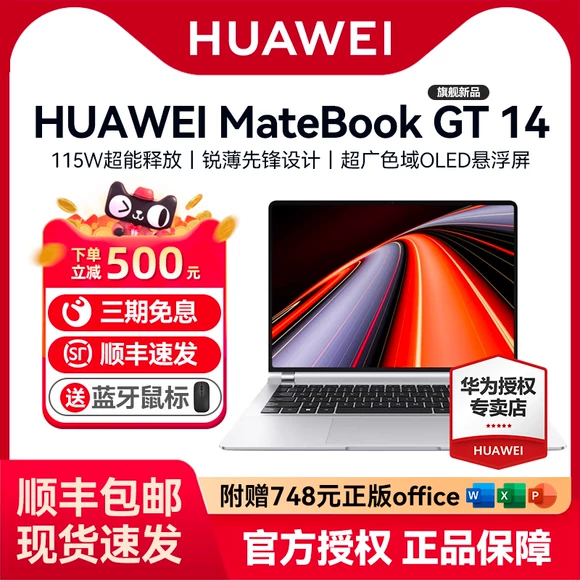 HUAWEI
旗舰新品
HUAWEI MateBook GT 14
115W超能释放丨锐薄先锋设计丨超广色域OLED悬浮屏
下单
立减500元
三期免息
SF 顺丰速发
送 蓝牙鼠标
华为授权
专卖店
★★★★★
HUAWEI
顺丰包邮
现货速发
附赠748元正版office W X P
官方授权 正品保障